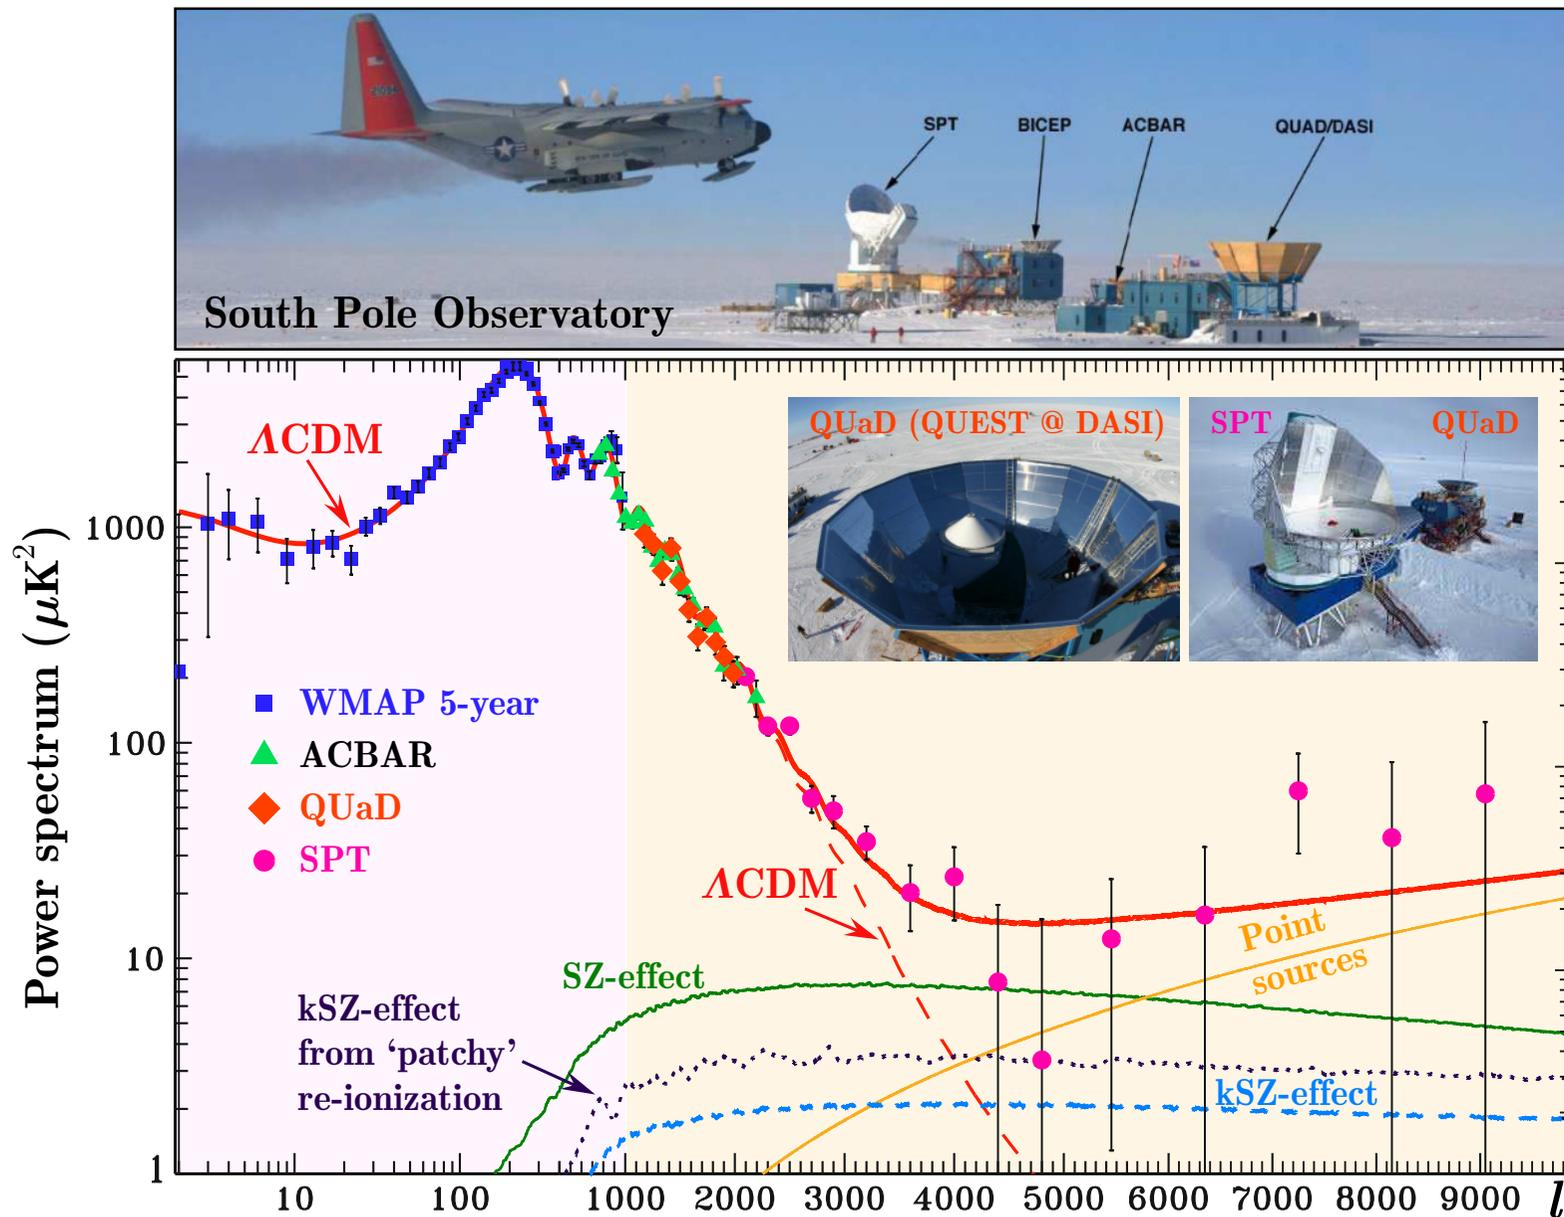 SPT
BICEP
ACBAR
QUAD/DASI
South Pole Observatory
Power spectrum (μK²)
1000
100
10
1
ΛCDM
QUaD (QUEST @ DASI)
SPT
QUaD
WMAP 5-year
ACBAR
QUaD
SPT
ΛCDM
Point
sources
SZ-effect
kSZ-effect
from ‘patchy’
re-ionization
kSZ-effect
10 100 1000 2000 3000 4000 5000 6000 7000 8000 9000 l